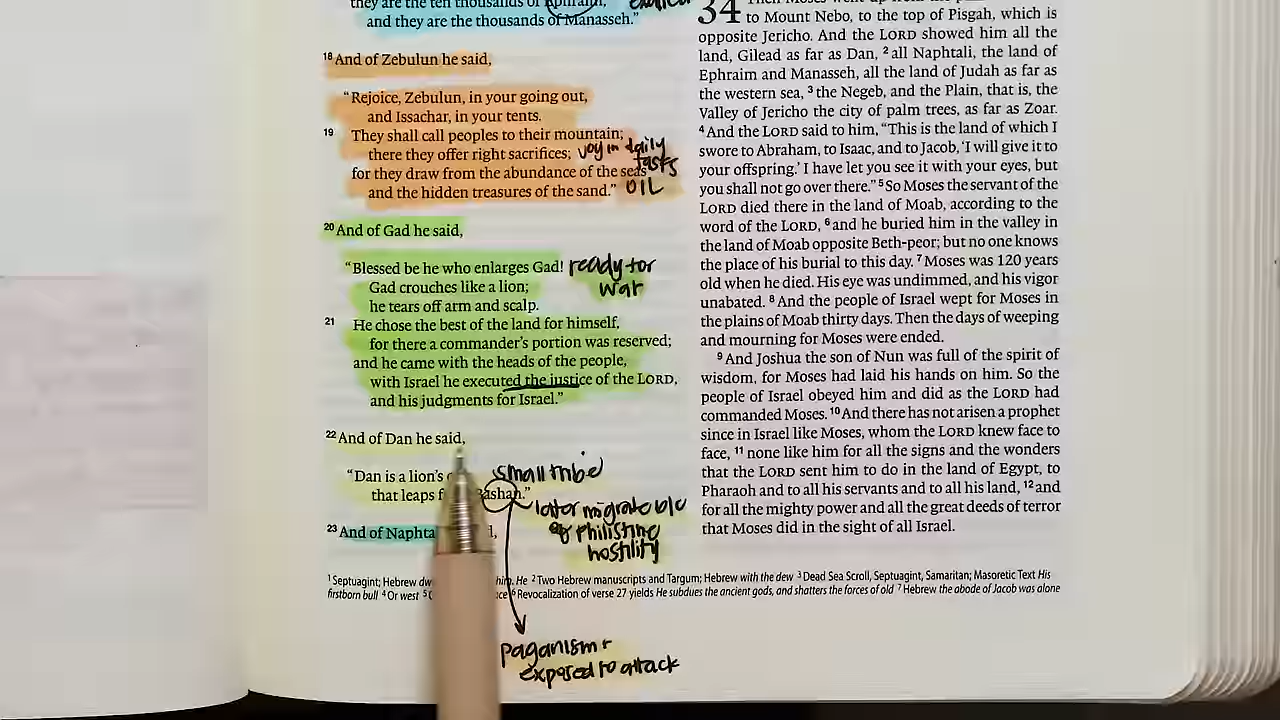 they are the ten thousands of Ephraim,
and they are the thousands of Manasseh."
18 And of Zebulun he said,
"Rejoice, Zebulun, in your going out,
and Issachar, in your tents.
19 They shall call peoples to their mountain;
there they offer right sacrifices; joy in daily
for they draw from the abundance of the seas tasks
and the hidden treasures of the sand." OIL
20 And of Gad he said,
"Blessed be he who enlarges Gad! ready for
Gad crouches like a lion; war
he tears off arm and scalp.
21 He chose the best of the land for himself,
for there a commander's portion was reserved;
and he came with the heads of the people,
with Israel he executed the justice of the LORD,
and his judgments for Israel."
22 And of Dan he said,
"Dan is a lion's small tribe
that leaps Bashan."
later migrate b/c
of Philistine
hostility
23 And of Naphta
paganism +
exposed to attack
34 Then Moses went up from the
to Mount Nebo, to the top of Pisgah, which is
opposite Jericho. And the LORD showed him all the
land, Gilead as far as Dan, 2 all Naphtali, the land of
Ephraim and Manasseh, all the land of Judah as far as
the western sea, 3 the Negeb, and the Plain, that is, the
Valley of Jericho the city of palm trees, as far as Zoar.
4 And the LORD said to him, "This is the land of which I
swore to Abraham, to Isaac, and to Jacob, 'I will give it to
your offspring.' I have let you see it with your eyes, but
you shall not go over there." 5 So Moses the servant of the
LORD died there in the land of Moab, according to the
word of the LORD, 6 and he buried him in the valley in
the land of Moab opposite Beth-peor; but no one knows
the place of his burial to this day. 7 Moses was 120 years
old when he died. His eye was undimmed, and his vigor
unabated. 8 And the people of Israel wept for Moses in
the plains of Moab thirty days. Then the days of weeping
and mourning for Moses were ended.
9 And Joshua the son of Nun was full of the spirit of
wisdom, for Moses had laid his hands on him. So the
people of Israel obeyed him and did as the LORD had
commanded Moses. 10 And there has not arisen a prophet
since in Israel like Moses, whom the LORD knew face to
face, 11 none like him for all the signs and the wonders
that the LORD sent him to do in the land of Egypt, to
Pharaoh and to all his servants and to all his land, 12 and
for all the mighty power and all the great deeds of terror
that Moses did in the sight of all Israel.
1 Septuagint; Hebrew him. He 2 Two Hebrew manuscripts and Targum; Hebrew with the dew 3 Dead Sea Scroll, Septuagint, Samaritan; Masoretic Text His
firstborn bull 4 Or west 5 6 Revocalization of verse 27 yields He subdues the ancient gods, and shatters the forces of old 7 Hebrew the abode of Jacob was alone